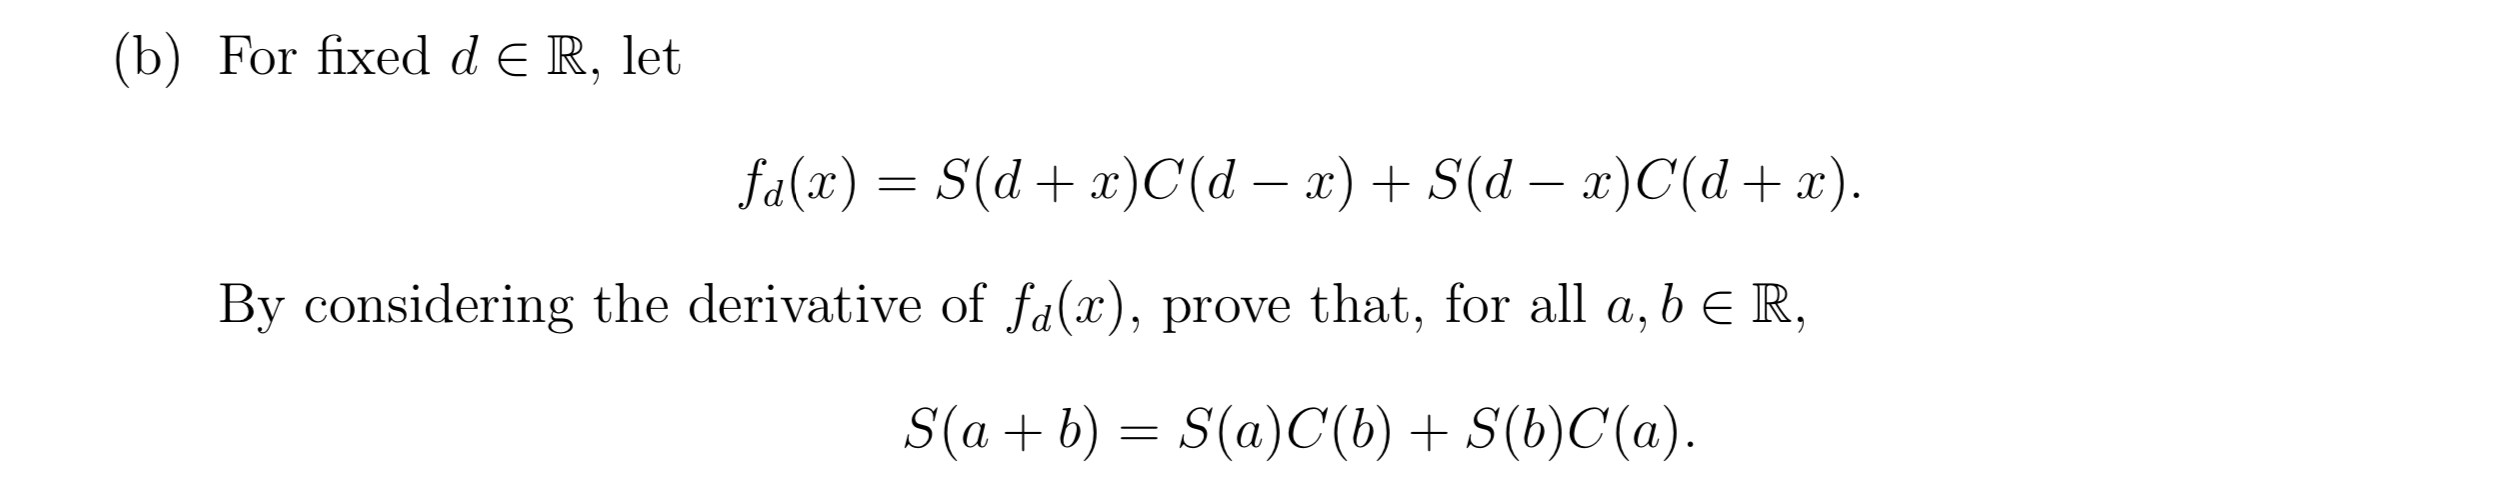 (b) For fixed d ∈ ℝ, let
f_d(x) = S(d + x)C(d − x) + S(d − x)C(d + x).
By considering the derivative of f_d(x), prove that, for all a, b ∈ ℝ,
S(a + b) = S(a)C(b) + S(b)C(a).